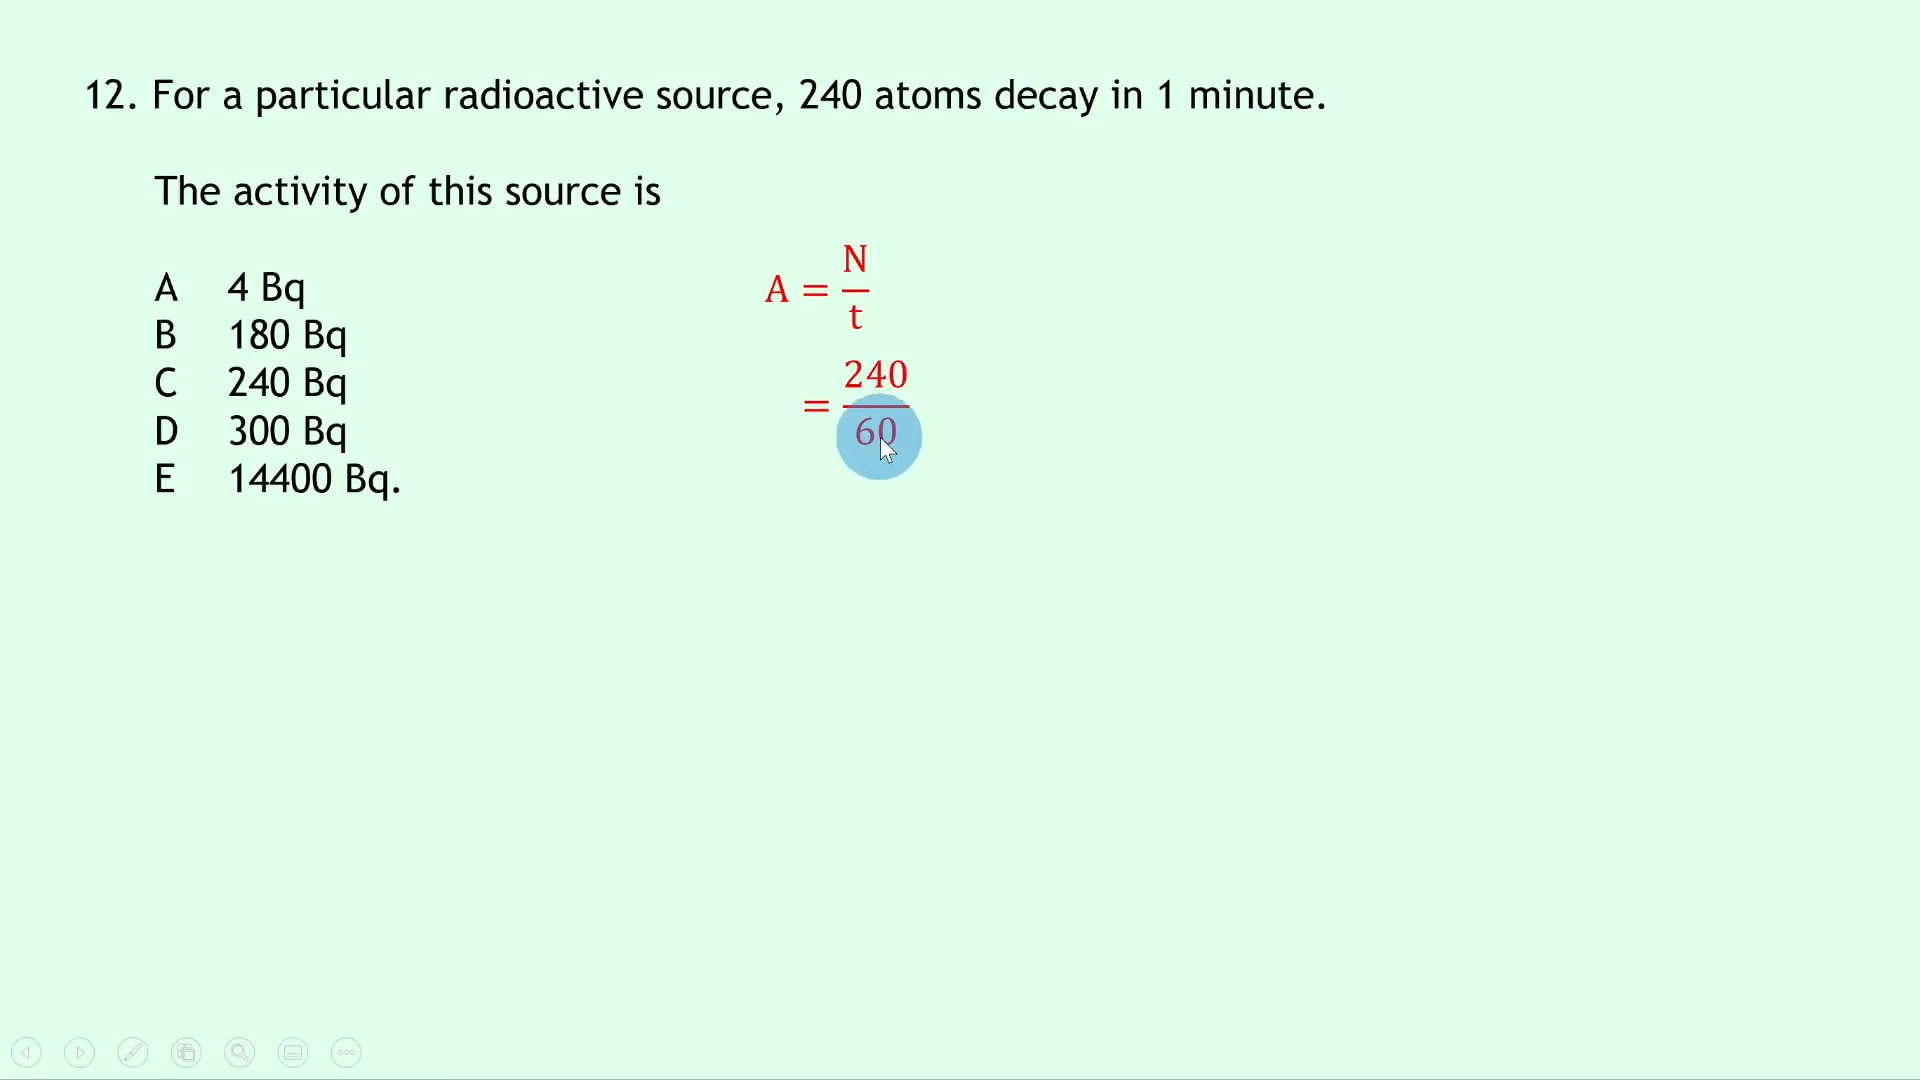 12. For a particular radioactive source, 240 atoms decay in 1 minute.
The activity of this source is
A 4 Bq
B 180 Bq
C 240 Bq
D 300 Bq
E 14400 Bq.
A = N/t
= 240/60